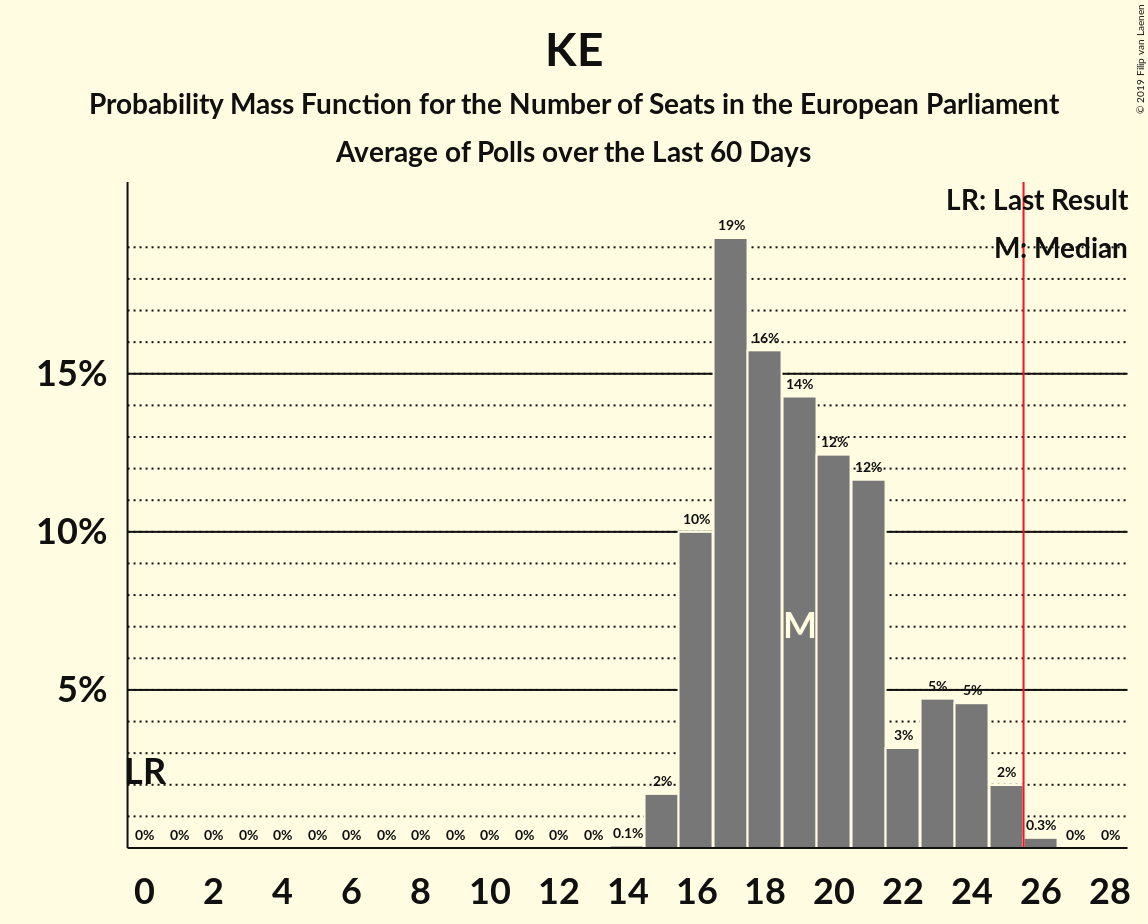 © 2019 Filip van Laenen
KE
Probability Mass Function for the Number of Seats in the European Parliament
Average of Polls over the Last 60 Days
LR: Last Result
M: Median
19%
16%
15%
14%
12%
12%
10%
10%
M
5%
5%
5%
3%
LR
2%
2%
0% 0% 0% 0% 0% 0% 0% 0% 0% 0% 0% 0% 0% 0% 0.1% 0.3% 0% 0%
0 2 4 6 8 10 12 14 16 18 20 22 24 26 28